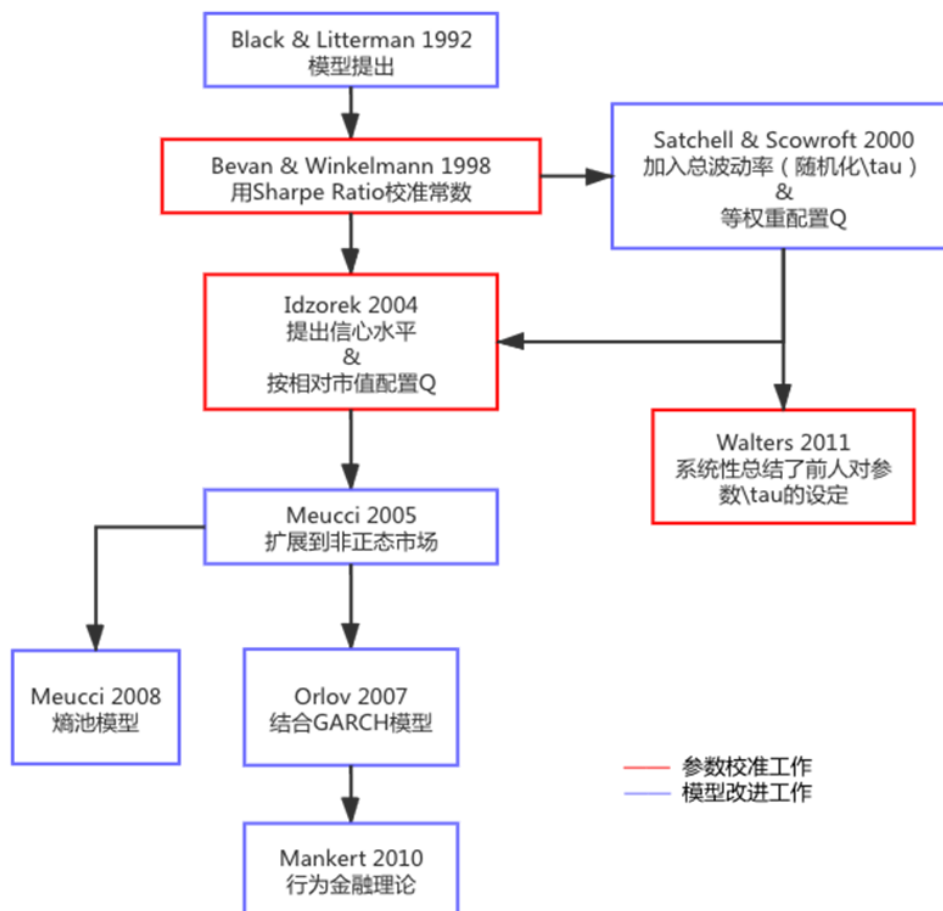 Black & Litterman 1992
模型提出
Bevan & Winkelmann 1998
用Sharpe Ratio校准常数
Satchell & Scowroft 2000
加入总波动率（随机化\tau）
&
等权重配置Q
Idzorek 2004
提出信心水平
&
按相对市值配置Q
Walters 2011
系统性总结了前人对参
数\tau的设定
Meucci 2005
扩展到非正态市场
Meucci 2008
熵池模型
Orlov 2007
结合GARCH模型
Mankert 2010
行为金融理论
参数校准工作
模型改进工作